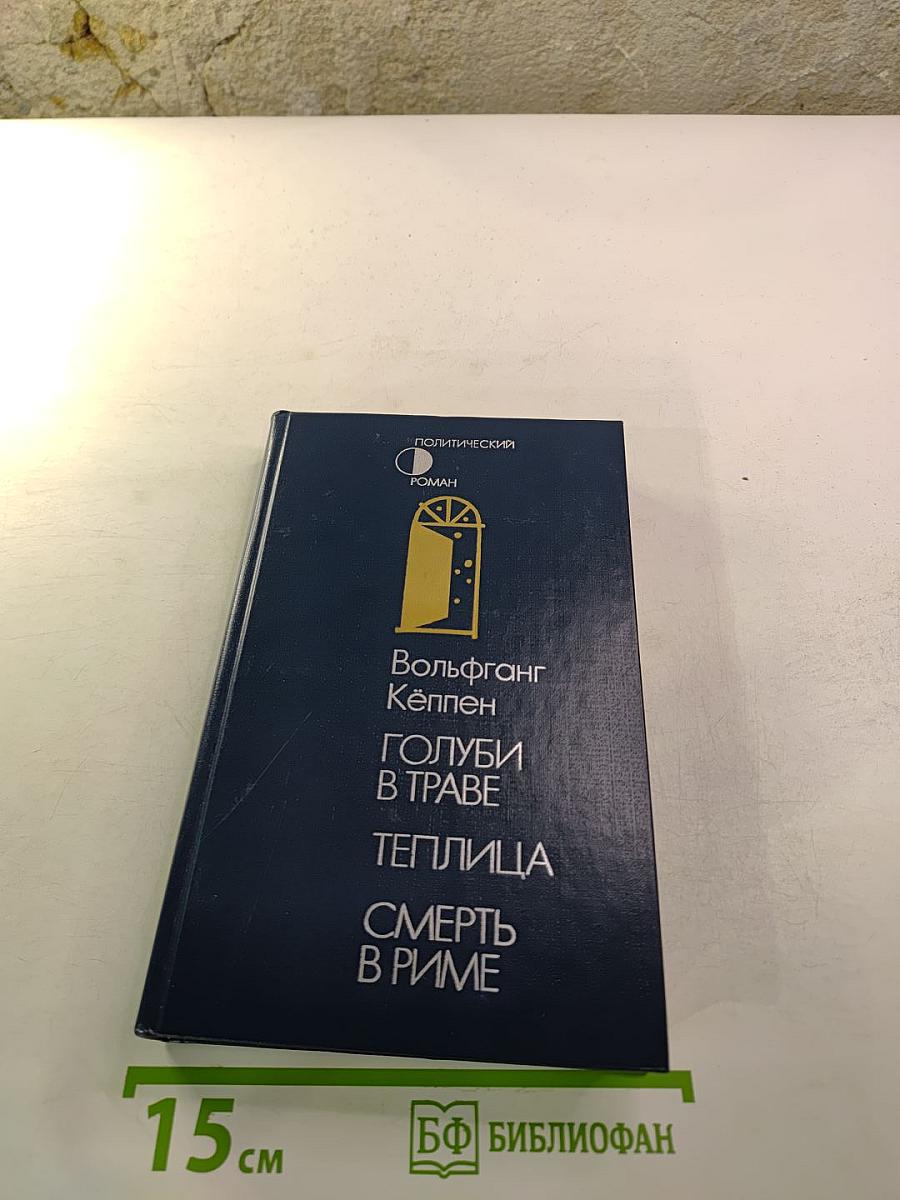 ПОЛИТИЧЕСКИЙ
РОМАН
Вольфганг
Кёппен
ГОЛУБИ
В ТРАВЕ
ТЕПЛИЦА
СМЕРТЬ
В РИМЕ
15 см
БФ БИБЛИОФАН